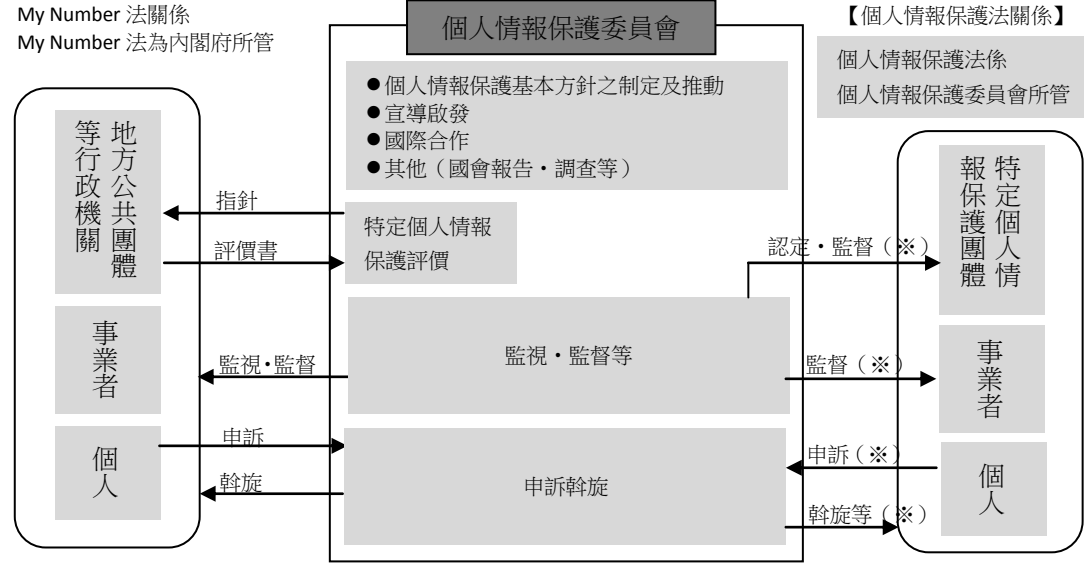 My Number 法關係
My Number 法為內閣府所管
地方公共團體
等行政機關
事業者
個人
指針
評價書
監視・監督
申訴
斡旋
個人情報保護委員會
●個人情報保護基本方針之制定及推動
●宣導啟發
●國際合作
●其他（國會報告・調查等）
特定個人情報
保護評價
監視・監督等
申訴斡旋
認定・監督（※）
監督（※）
申訴（※）
斡旋等（※）
【個人情報保護法關係】
個人情報保護法係
個人情報保護委員會所管
特定個人情
報保護團體
事業者
個人